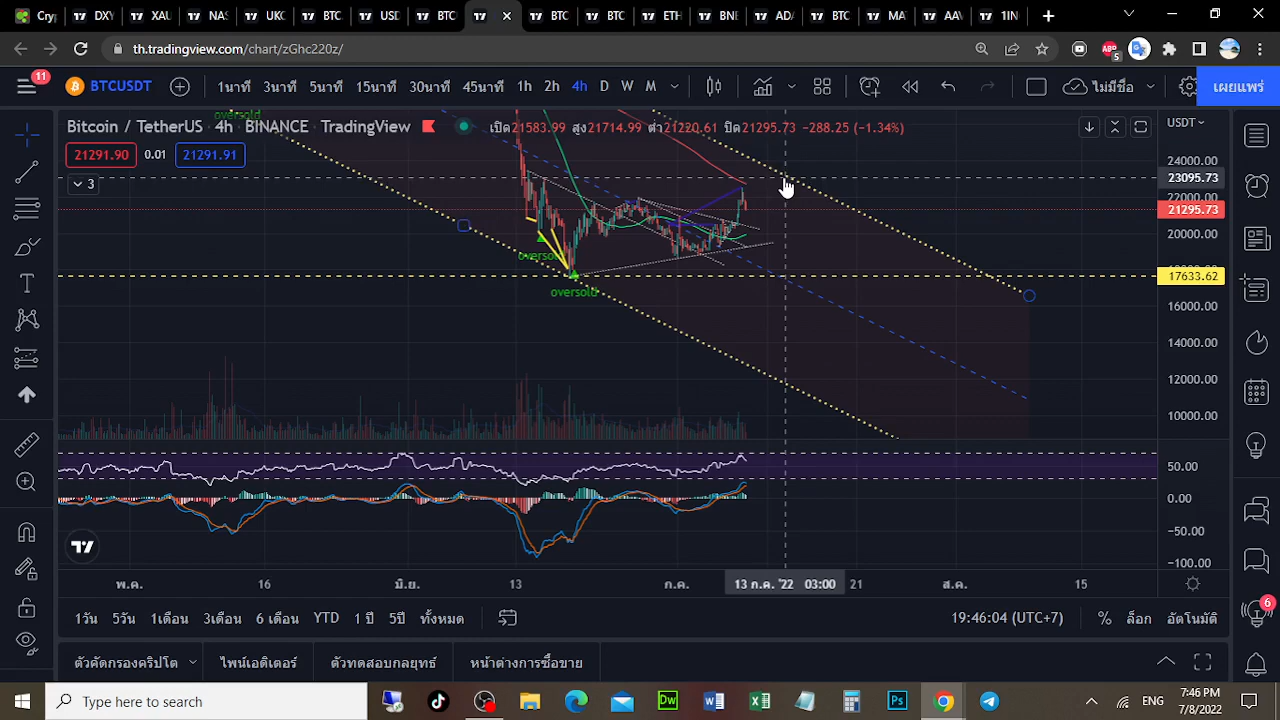 Cry
XAU
NAS
UKO
BTC
USD
BTC
BTC
BTC
ETH
BNE
AD/
BTC
MA
AAV
1IN
th.tradingview.com/chart/zGhc220z/
5
11
BTCUSDT
1นาที
3นาที
5นาที
15นาที
30นาที
45นาที
1h
2h
4h
D
W
M
ไม่มีชื่อ
เผยแพร่
oversold
Bitcoin / TetherUS · 4h · BINANCE · TradingView
เปิด21583.99 สูง21714.99 ต่ำ21220.61 ปิด21295.73 −288.25 (−1.34%)
USDT
21291.90
0.01
21291.91
3
24000.00
23095.73
22000.00
21295.73
20000.00
17633.62
16000.00
14000.00
12000.00
10000.00
oversold
oversold
50.00
0.00
−50.00
−100.00
พ.ค.
16
มิ.ย.
13
ก.ค.
13 ก.ค. '22 03:00
21
ส.ค.
15
1วัน
5วัน
1เดือน
3เดือน
6 เดือน
YTD
1 ปี
5ปี
ทั้งหมด
19:46:04 (UTC+7)
%
ล็อก
อัตโนมัติ
6
ตัวคัดกรองคริปโต
ไพน์เอดิเตอร์
ตัวทดสอบกลยุทธ์
หน้าต่างการซื้อขาย
Type here to search
Dw
Ps
ENG
7:46 PM
7/8/2022